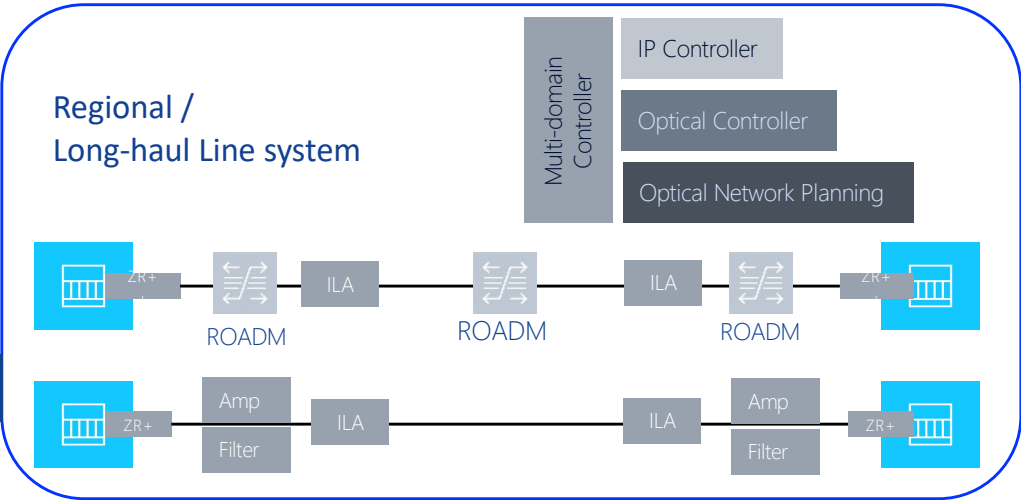 Regional /
Long-haul Line system
Multi-domain
Controller
IP Controller
Optical Controller
Optical Network Planning
ZR+
ILA
ILA
ZR+
ROADM
ROADM
ROADM
ZR+
Amp
Filter
ILA
ILA
Amp
Filter
ZR+